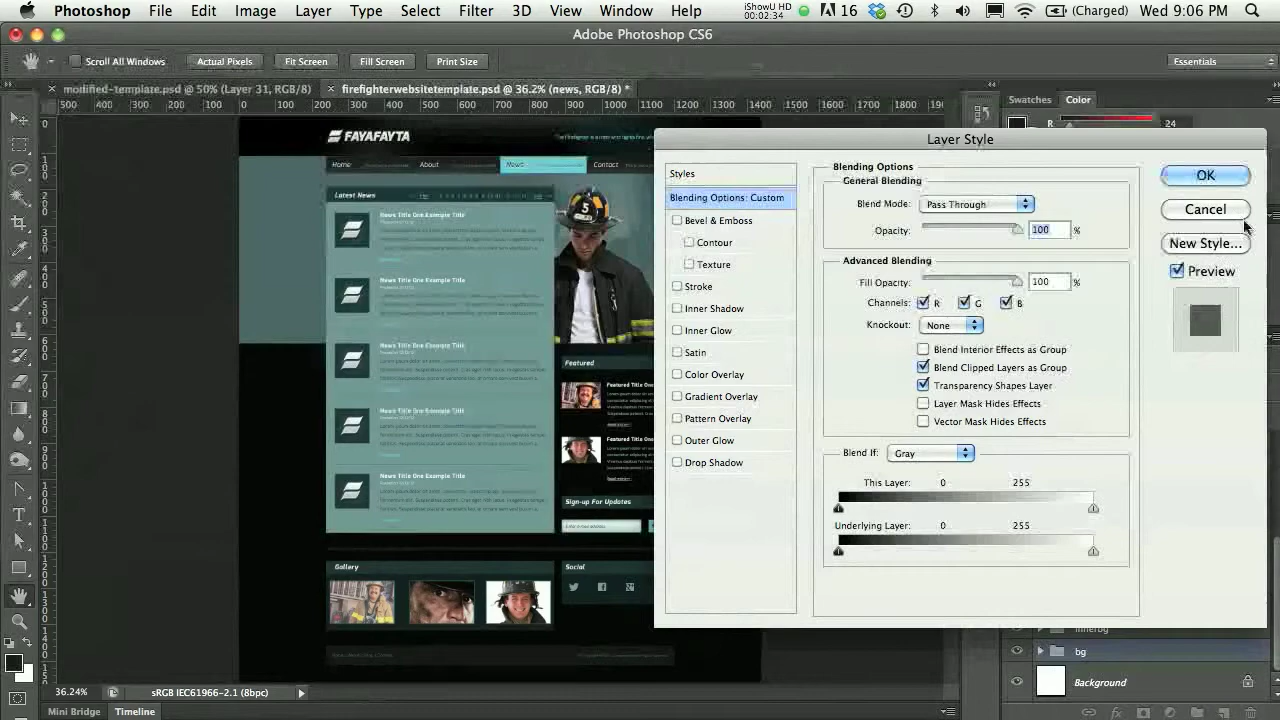 Photoshop File Edit Image Layer Type Select Filter 3D View Window Help iShowU HD 00:02:34 16 (Charged) Wed 9:06 PM
Adobe Photoshop CS6
Scroll All Windows Actual Pixels Fit Screen Fill Screen Print Size Essentials
modified-template.psd @ 50% (Layer 31, RGB/8) firefighterwebsitetemplate.psd @ 36.2% (news, RGB/8) * Swatches Color
500 400 300 200 100 0 100 200 300 400 500 600 700 800 900 1000 1100 1200 1300 1400 1500 1600 1700 1800
R 24
FAYAFAYTA
Layer Style
Home About News Contact
Latest News
News Title One Example Title
News Title One Example Title
News Title One Example Title
News Title One Example Title
News Title One Example Title
5
Featured
Featured Title One
Featured Title One
Sign-up For Updates
Enter e-mail address
Gallery
Social
Styles
Blending Options: Custom
Bevel & Emboss
Contour
Texture
Stroke
Inner Shadow
Inner Glow
Satin
Color Overlay
Gradient Overlay
Pattern Overlay
Outer Glow
Drop Shadow
Blending Options
General Blending
Blend Mode: Pass Through
Opacity: 100 %
Advanced Blending
Fill Opacity: 100 %
R G B
Knockout: None
Blend Interior Effects as Group
Blend Clipped Layers as Group
Transparency Shapes Layer
Layer Mask Hides Effects
Vector Mask Hides Effects
Blend If: Gray
This Layer: 0 255
Underlying Layer: 0 255
OK
Cancel
New Style...
Preview
innerbg
bg
Background
36.24% sRGB IEC61966-2.1 (8bpc)
Mini Bridge Timeline